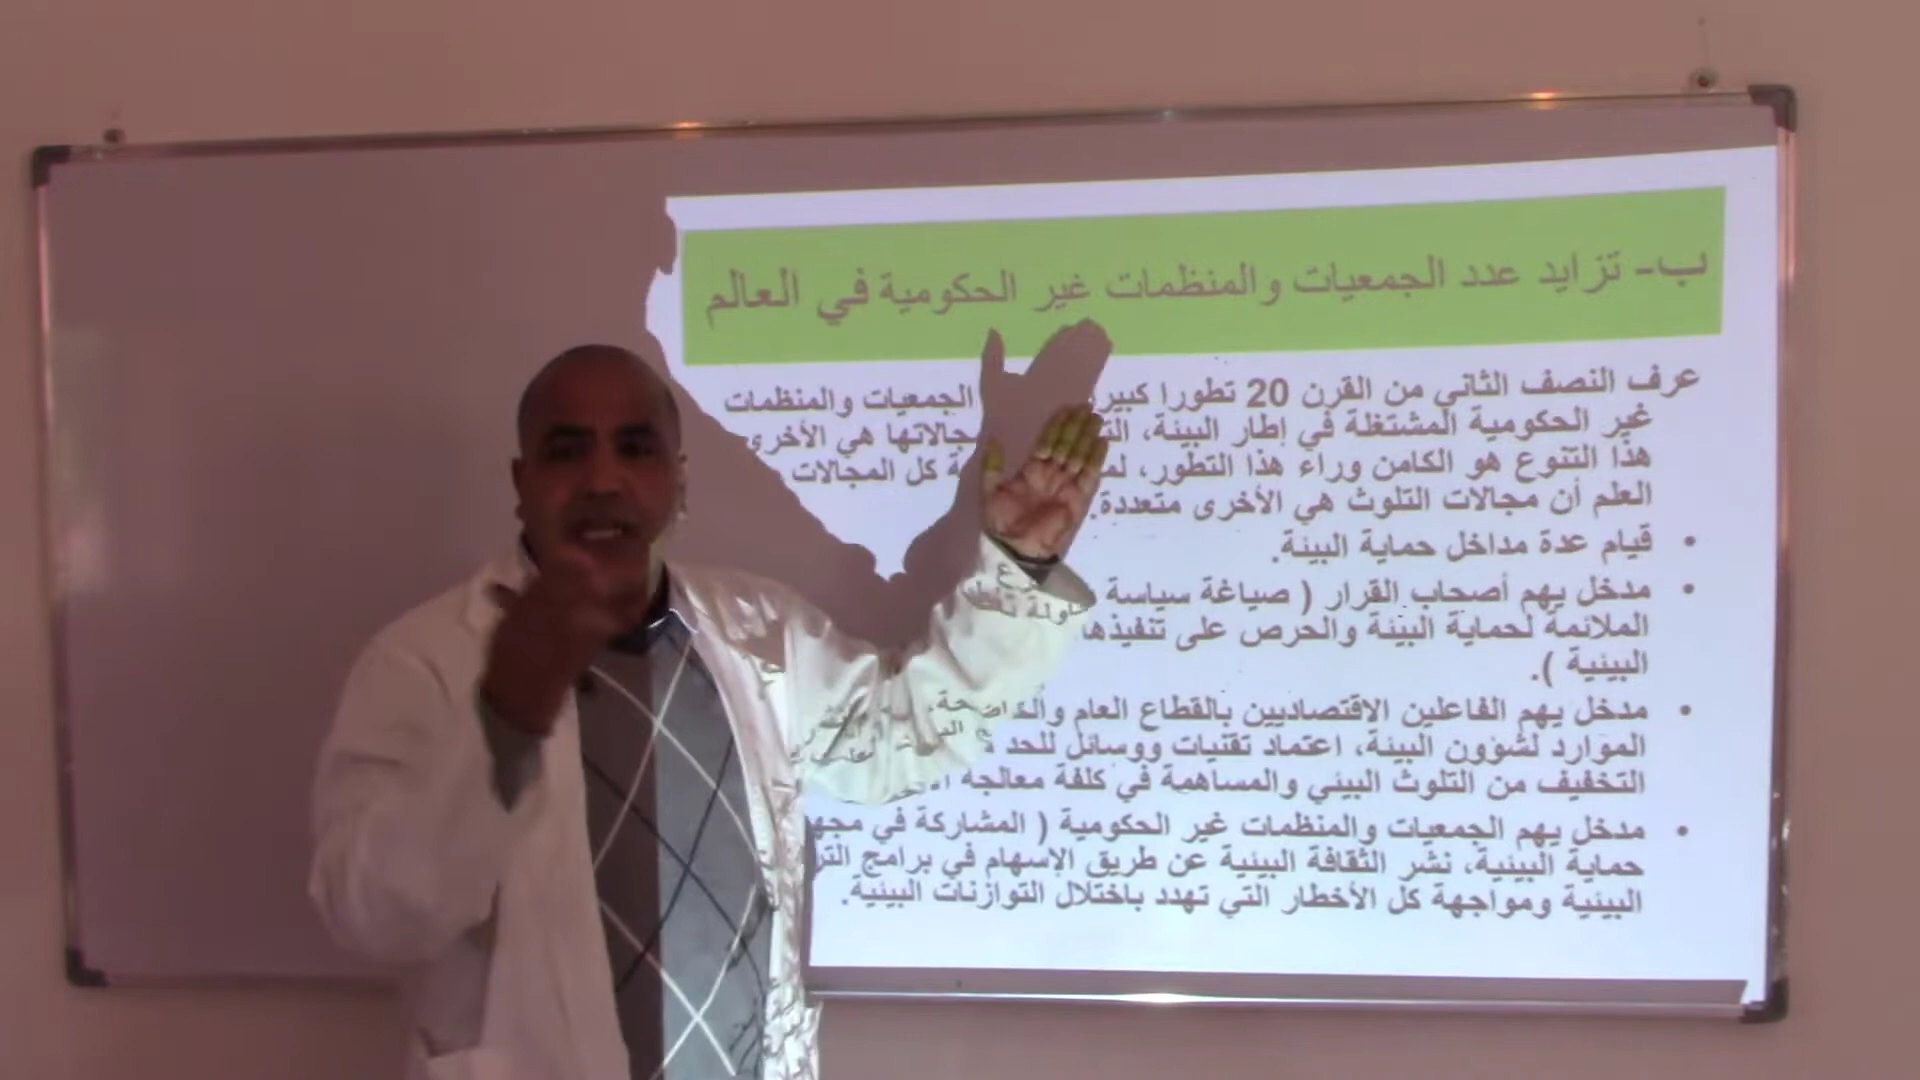 ب- تزايد عدد الجمعيات والمنظمات غير الحكومية في العالم
عرف النصف الثاني من القرن 20 تطورا كبير الجمعيات والمنظمات
غير الحكومية المشتغلة في إطار البيئة، مجالاتها هي الأخرى
هذا التنوع هو الكامن وراء هذا التطور، كل المجالات
العلم أن مجالات التلوث هي الأخرى متعددة.
• قيام عدة مداخل حماية البيئة.
• مدخل يهم أصحاب القرار ( صياغة سياسة
الملائمة لحماية البيئة والحرص على تنفيذها
البيئية ).
• مدخل يهم الفاعلين الاقتصاديين بالقطاع العام
الموارد لشؤون البيئة، اعتماد تقنيات ووسائل للحد
التخفيف من التلوث البيئي والمساهمة في كلفة معالجة
• مدخل يهم الجمعيات والمنظمات غير الحكومية ( المشاركة في
حماية البيئية، نشر الثقافة البيئية عن طريق الإسهام في برامج
البيئية ومواجهة كل الأخطار التي تهدد باختلال التوازنات البيئية.